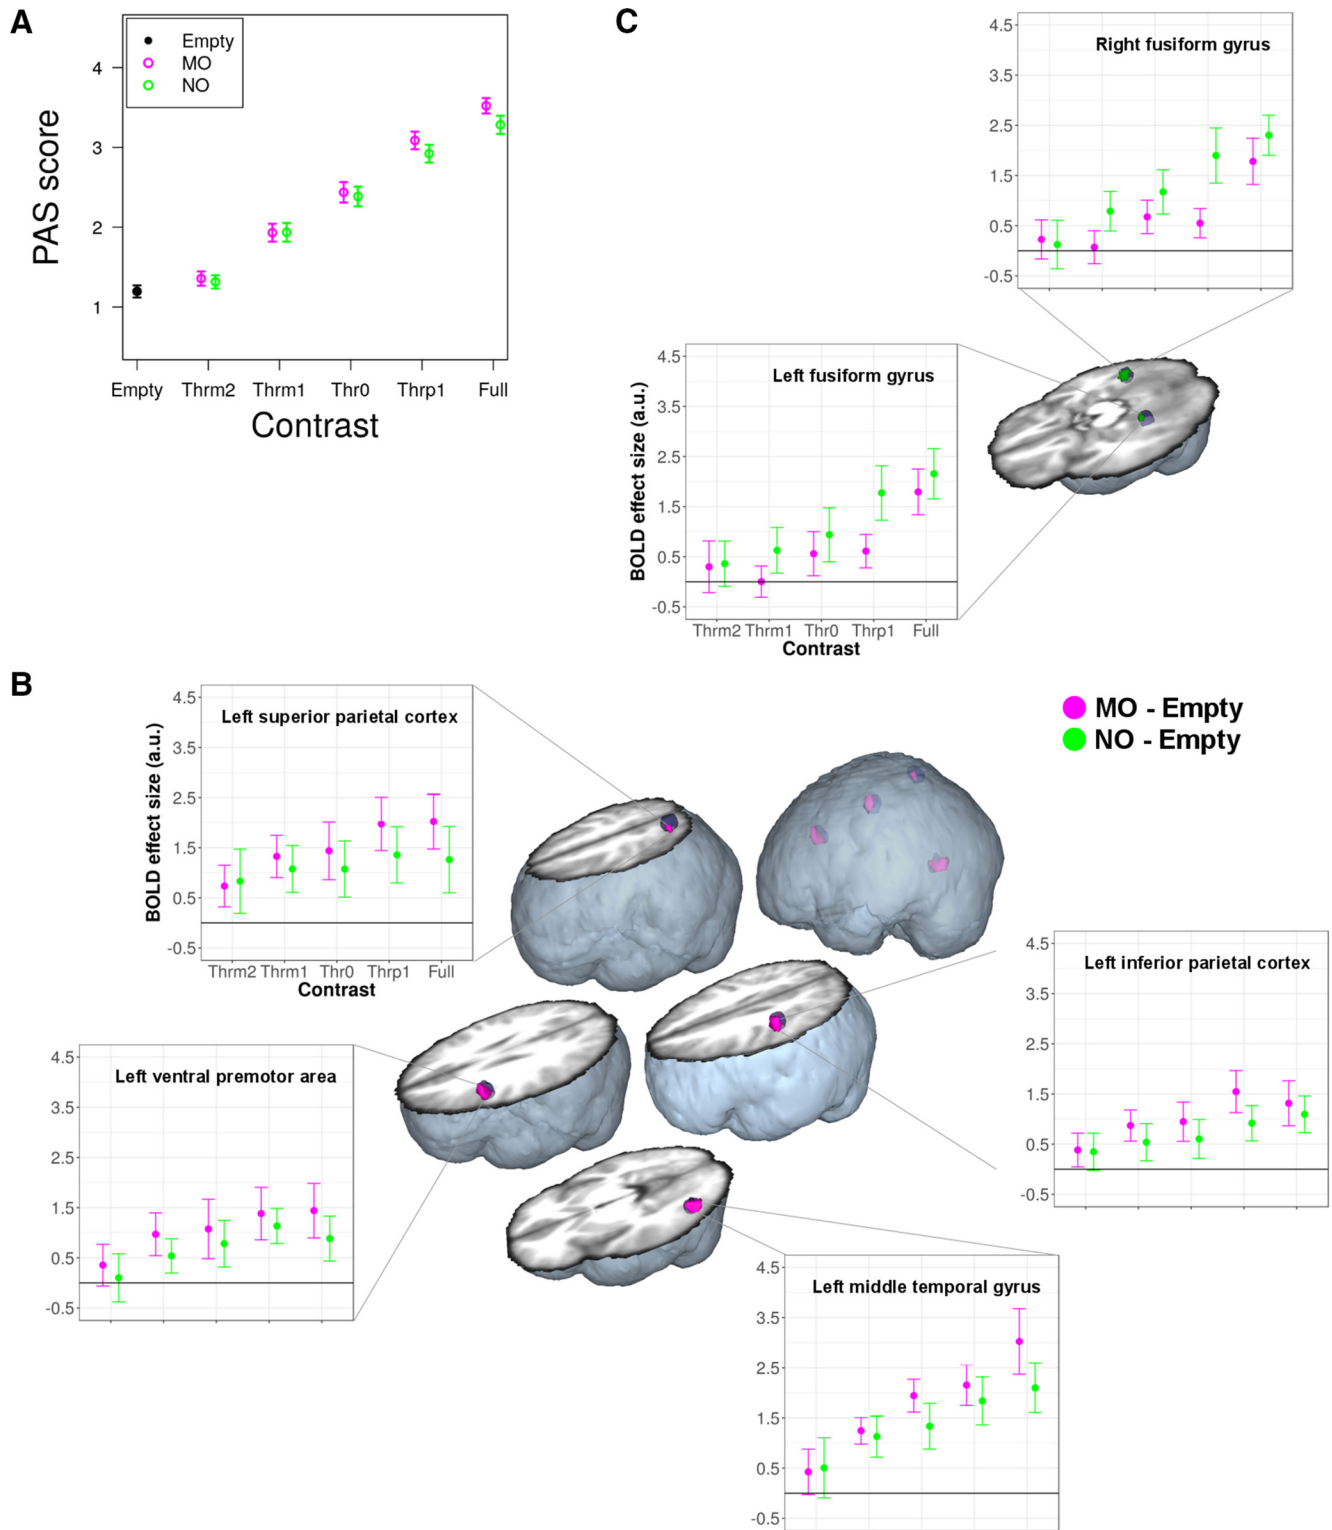 A
Empty
MO
NO
4
3
2
1
PAS score
Empty Thrm2 Thrm1 Thr0 Thrp1 Full
Contrast
C
Right fusiform gyrus
4.5
3.5
2.5
1.5
0.5
-0.5
Left fusiform gyrus
4.5
3.5
2.5
1.5
0.5
-0.5
BOLD effect size (a.u.)
Thrm2 Thrm1 Thr0 Thrp1 Full
Contrast
B
Left superior parietal cortex
4.5
3.5
2.5
1.5
0.5
-0.5
BOLD effect size (a.u.)
Thrm2 Thrm1 Thr0 Thrp1 Full
Contrast
MO - Empty
NO - Empty
Left inferior parietal cortex
4.5
3.5
2.5
1.5
0.5
-0.5
Left ventral premotor area
4.5
3.5
2.5
1.5
0.5
-0.5
Left middle temporal gyrus
4.5
3.5
2.5
1.5
0.5
-0.5